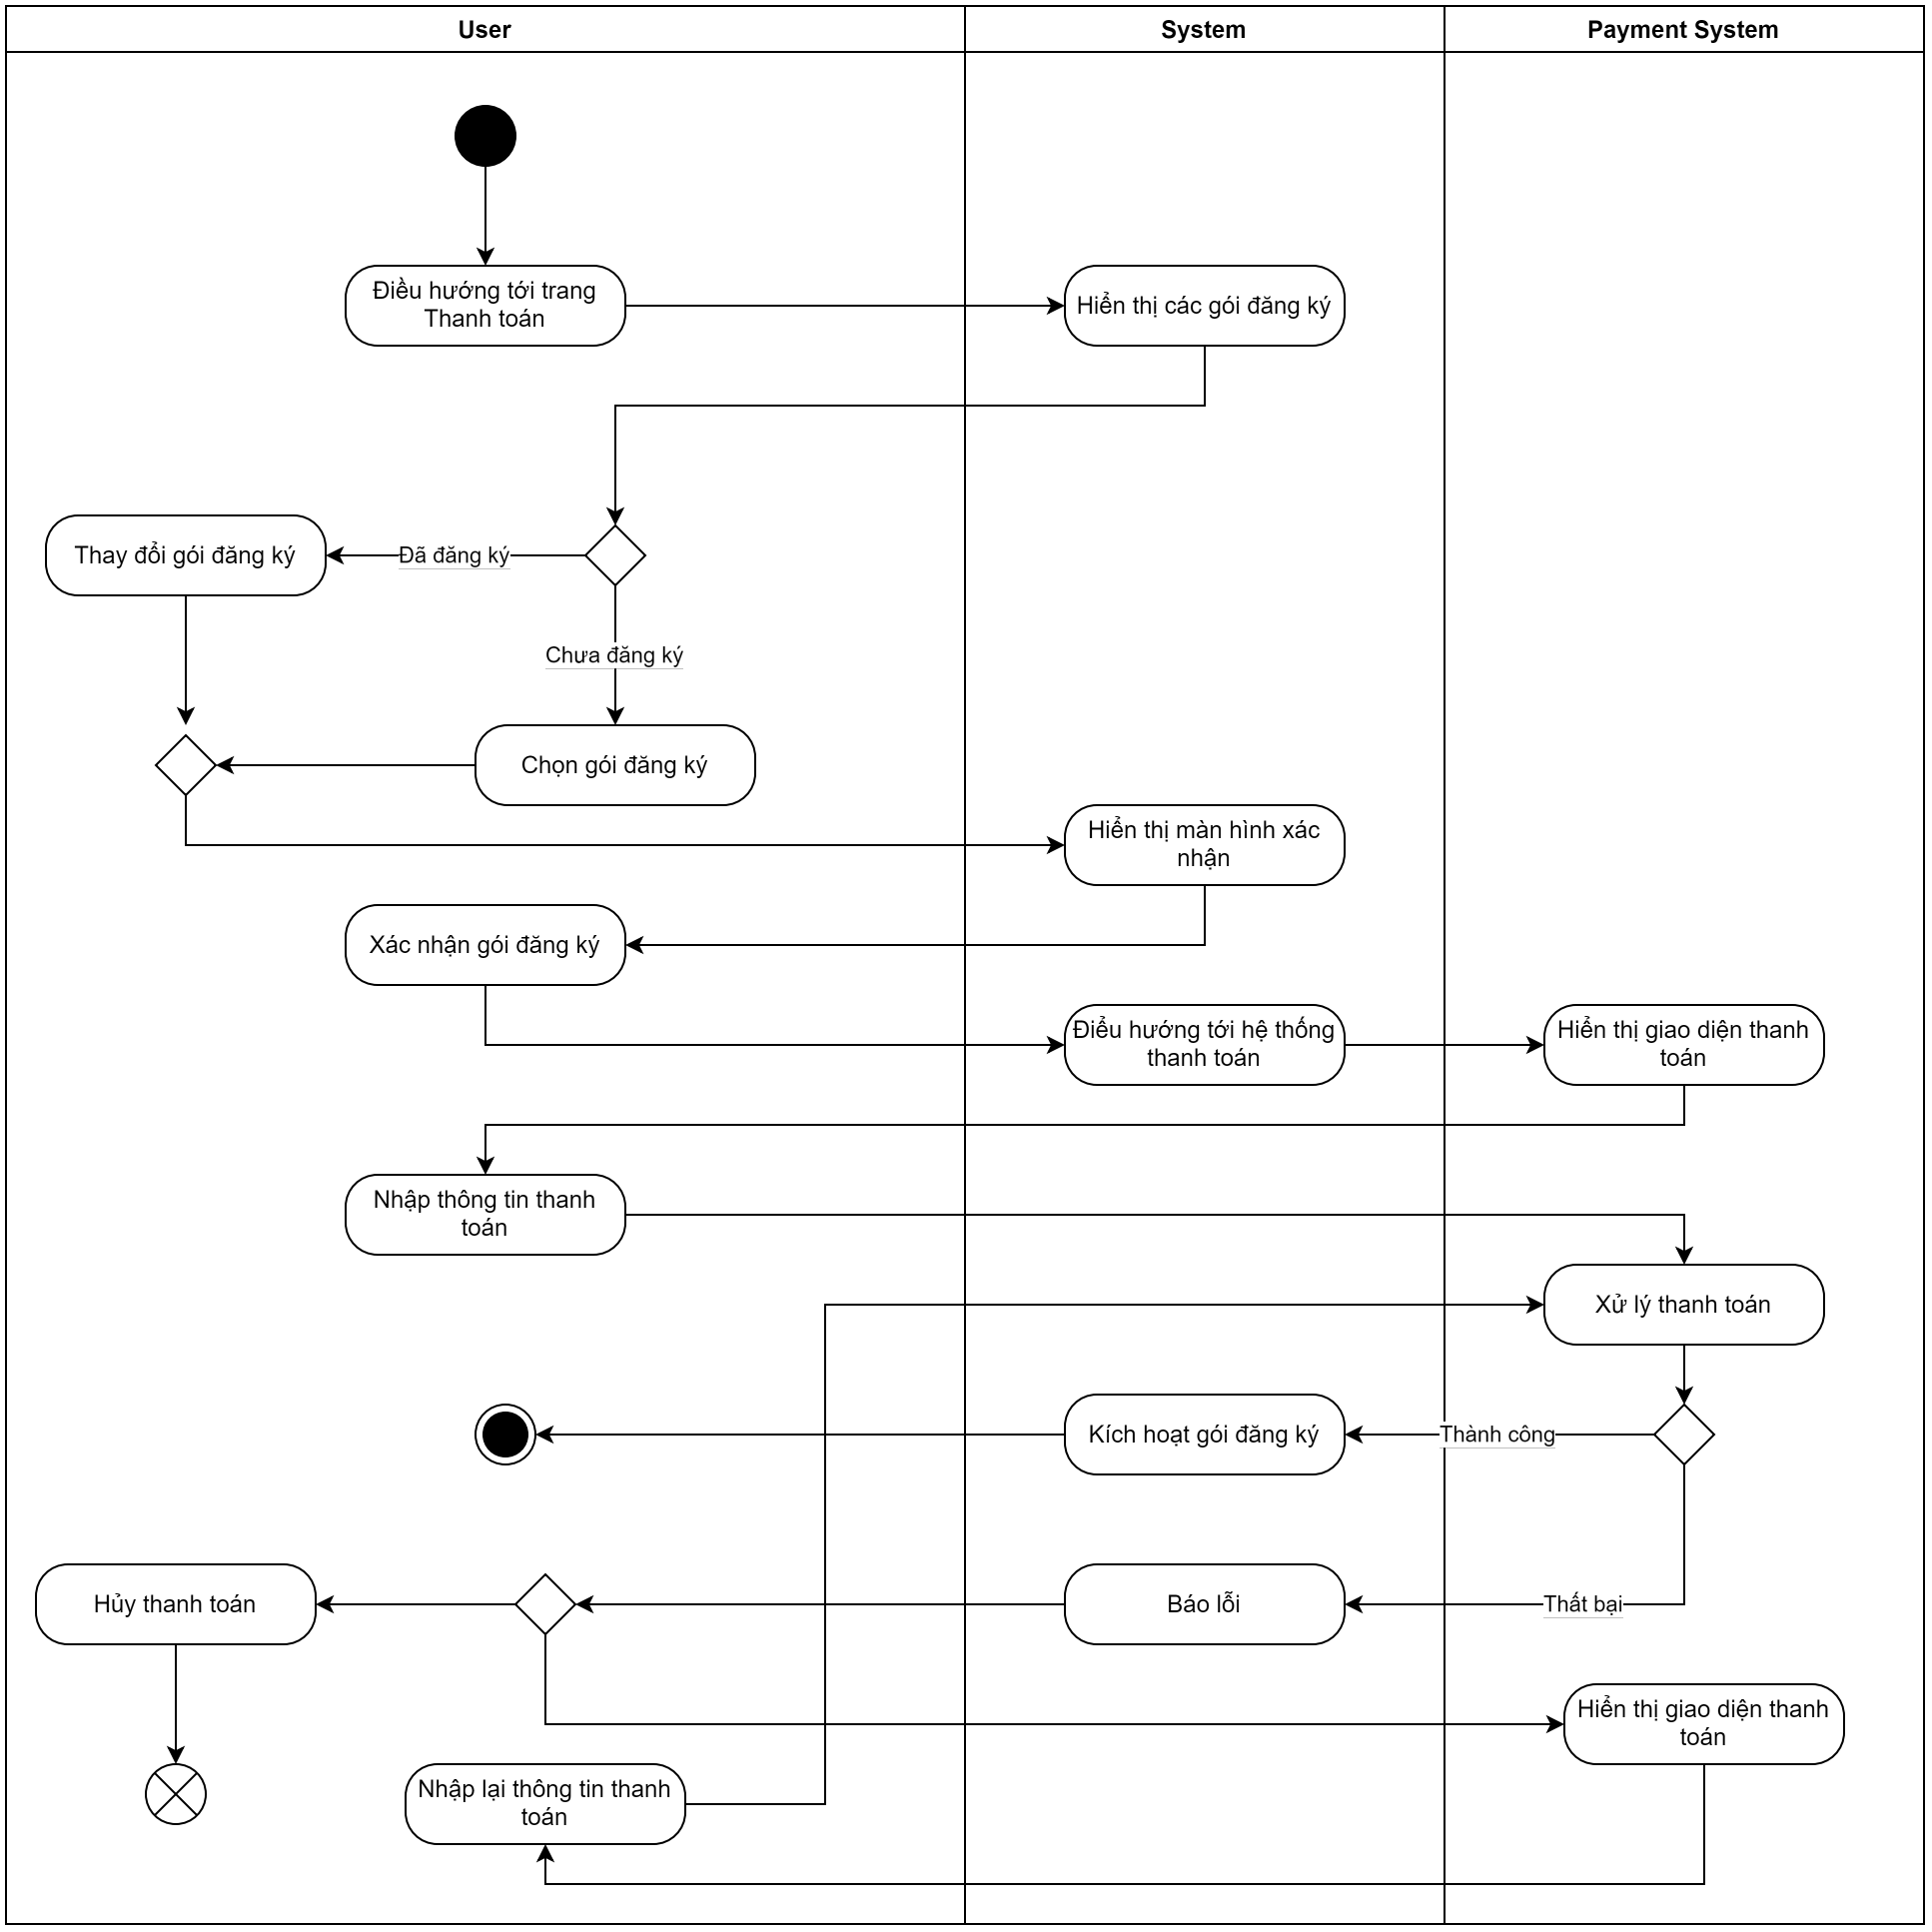 User
System
Payment System
Điều hướng tới trang
Thanh toán
Hiển thị các gói đăng ký
Thay đổi gói đăng ký
Đã đăng ký
Chưa đăng ký
Chọn gói đăng ký
Hiển thị màn hình xác
nhận
Xác nhận gói đăng ký
Điểu hướng tới hệ thống
thanh toán
Hiển thị giao diện thanh
toán
Nhập thông tin thanh
toán
Xử lý thanh toán
Kích hoạt gói đăng ký
Thành công
Hủy thanh toán
Báo lỗi
Thất bại
Hiển thị giao diện thanh
toán
Nhập lại thông tin thanh
toán